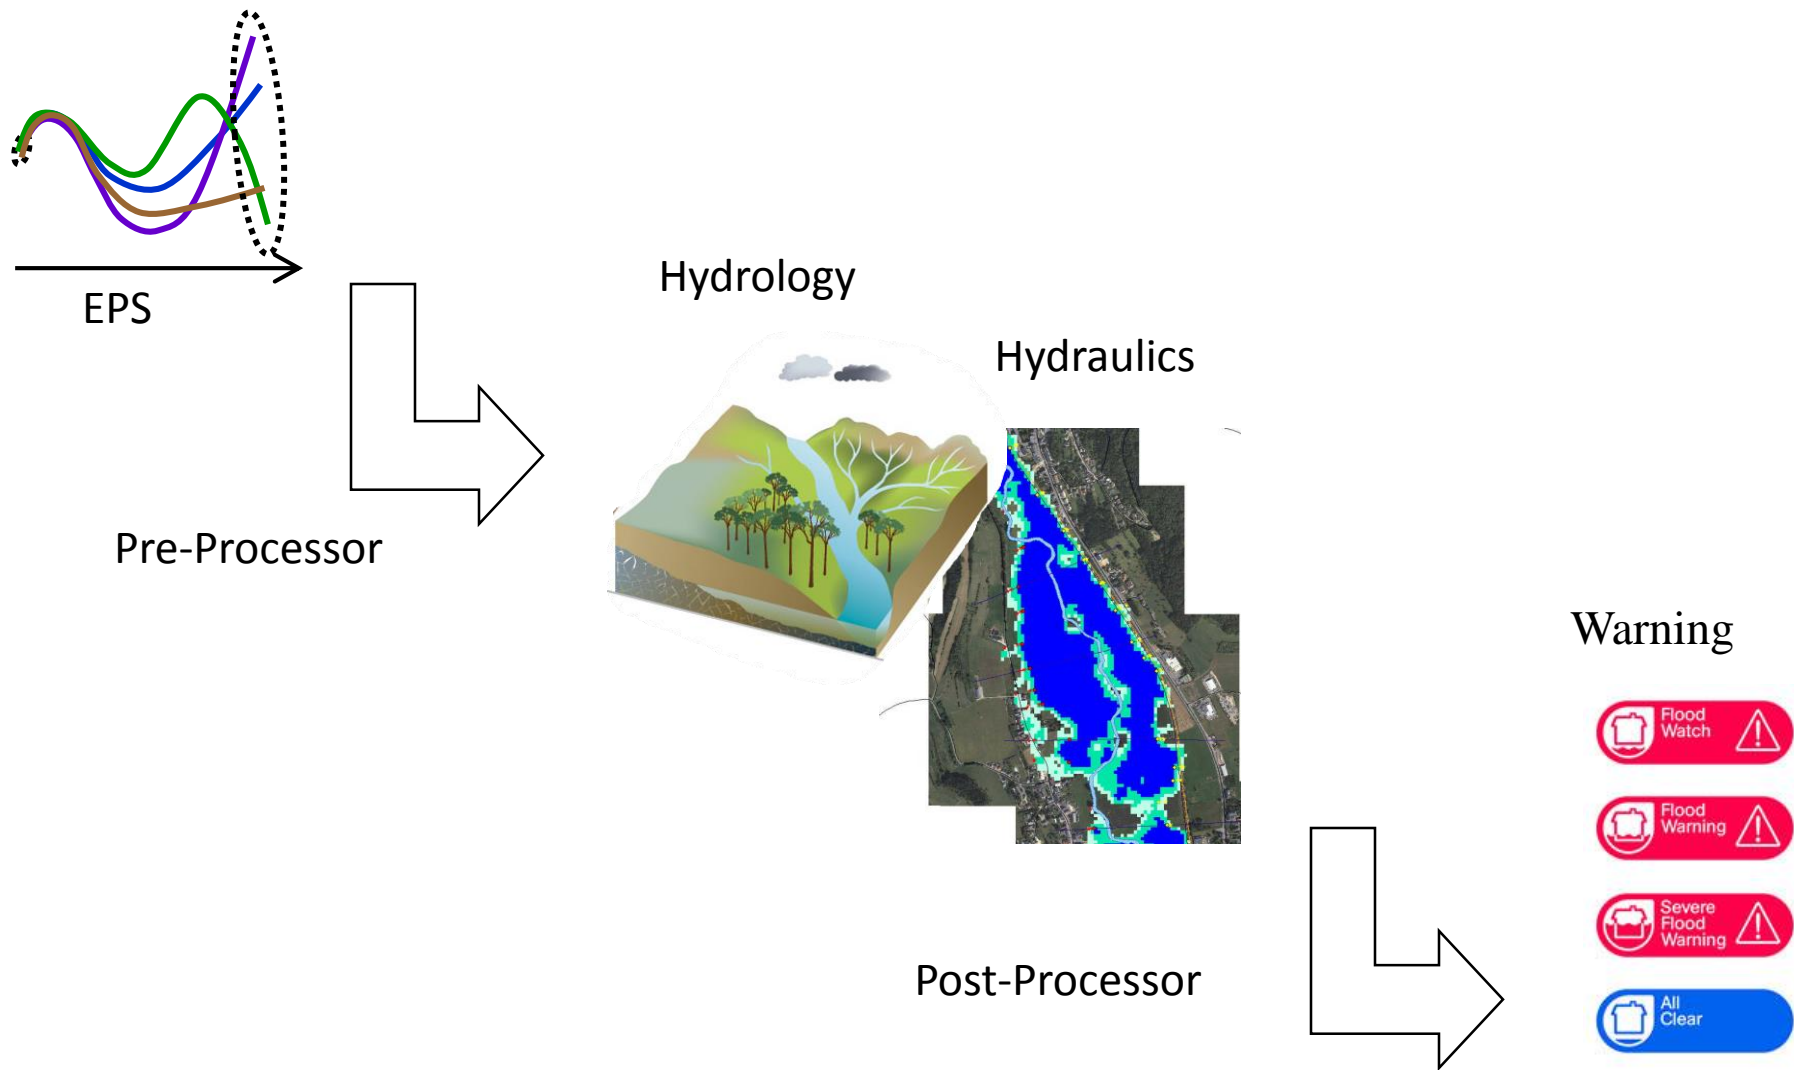 EPS
Pre-Processor
Hydrology
Hydraulics
Post-Processor
Warning
Flood
Watch
Flood
Warning
Severe
Flood
Warning
All
Clear